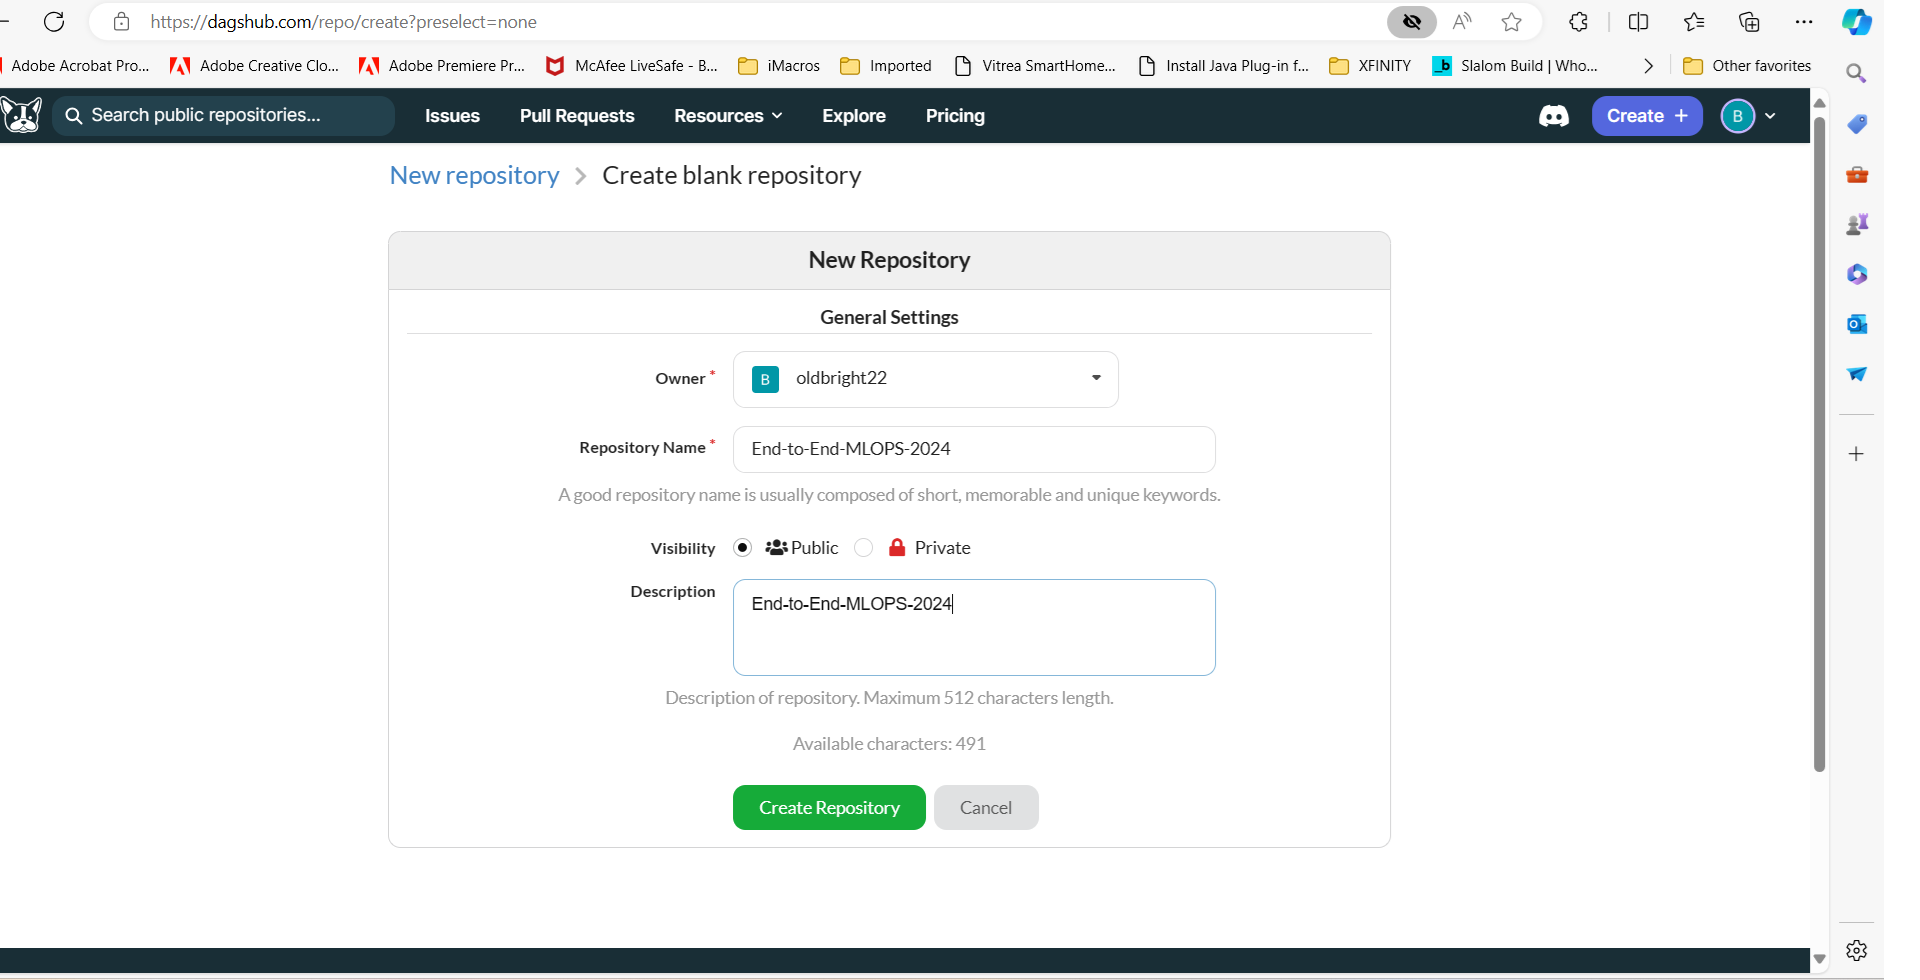 https://dagshub.com/repo/create?preselect=none
Adobe Acrobat Pro... Adobe Creative Clo... Adobe Premiere Pr... McAfee LiveSafe - B... iMacros Imported Vitrea SmartHome... Install Java Plug-in f... XFINITY _b Slalom Build | Who... Other favorites
Search public repositories... Issues Pull Requests Resources Explore Pricing Create + B
New repository > Create blank repository
New Repository
General Settings
Owner * B oldbright22
Repository Name * End-to-End-MLOPS-2024
A good repository name is usually composed of short, memorable and unique keywords.
Visibility Public Private
Description End-to-End-MLOPS-2024
Description of repository. Maximum 512 characters length.
Available characters: 491
Create Repository Cancel